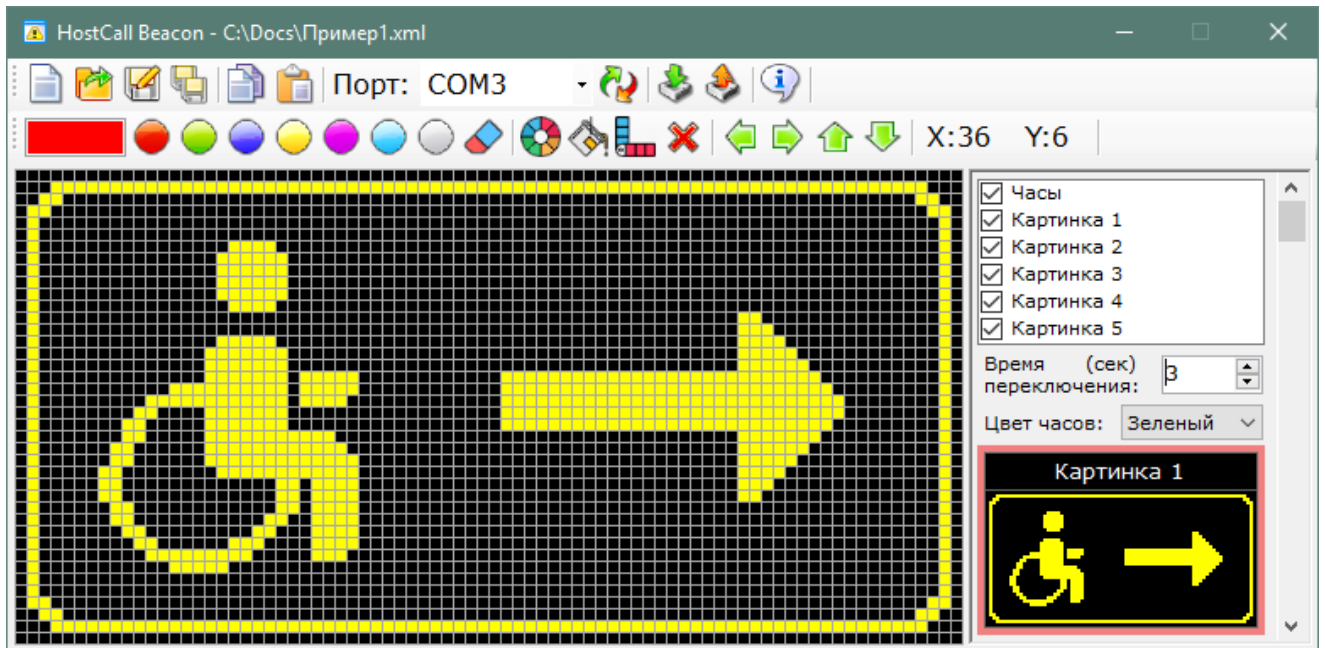 HostCall Beacon - C:\Docs\Пример1.xml
Порт: COM3
X:36 Y:6
Часы
Картинка 1
Картинка 2
Картинка 3
Картинка 4
Картинка 5
Время (сек)
переключения: 3
Цвет часов: Зеленый
Картинка 1